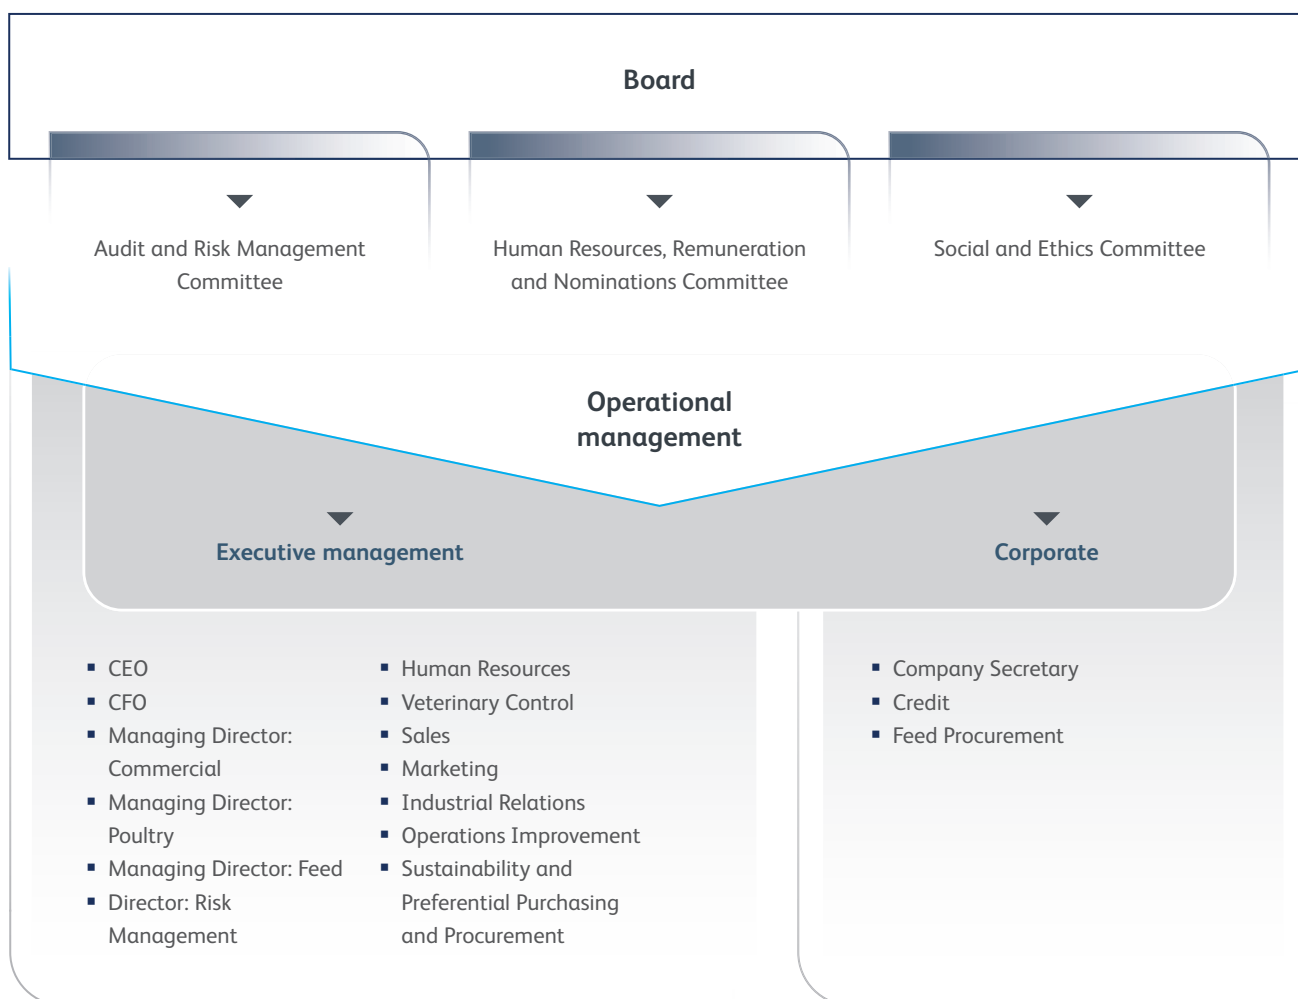 Board
Audit and Risk Management
Committee
Human Resources, Remuneration
and Nominations Committee
Social and Ethics Committee
Operational
management
Executive management
Corporate
▪ CEO
▪ CFO
▪ Managing Director:
Commercial
▪ Managing Director:
Poultry
▪ Managing Director: Feed
▪ Director: Risk
Management
▪ Human Resources
▪ Veterinary Control
▪ Sales
▪ Marketing
▪ Industrial Relations
▪ Operations Improvement
▪ Sustainability and
Preferential Purchasing
and Procurement
▪ Company Secretary
▪ Credit
▪ Feed Procurement